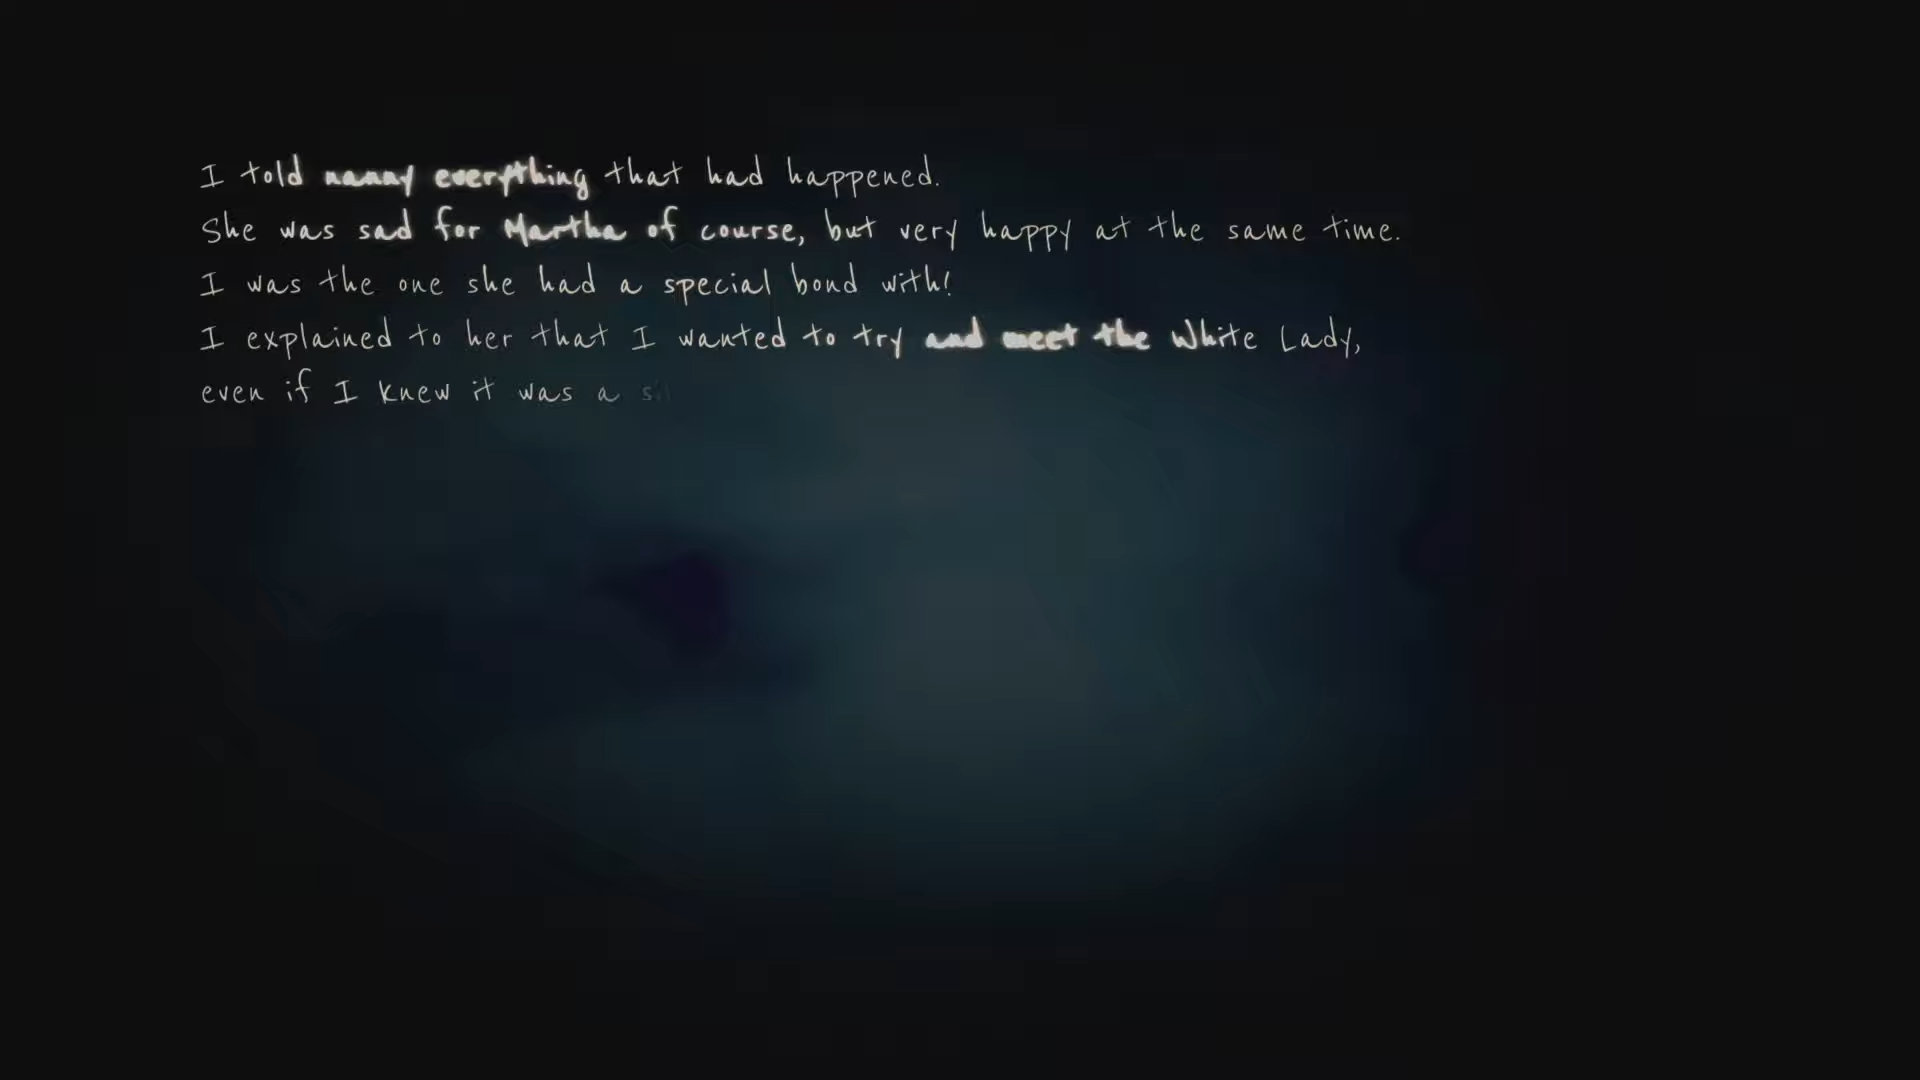 I told nanny everything that had happened.
She was sad for Martha of course, but very happy at the same time.
I was the one she had a special bond with!
I explained to her that I wanted to try and meet the White Lady,
even if I knew it was a